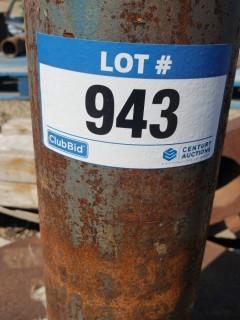 LOT #
943
ClubBid
CENTURY
AUCTIONS